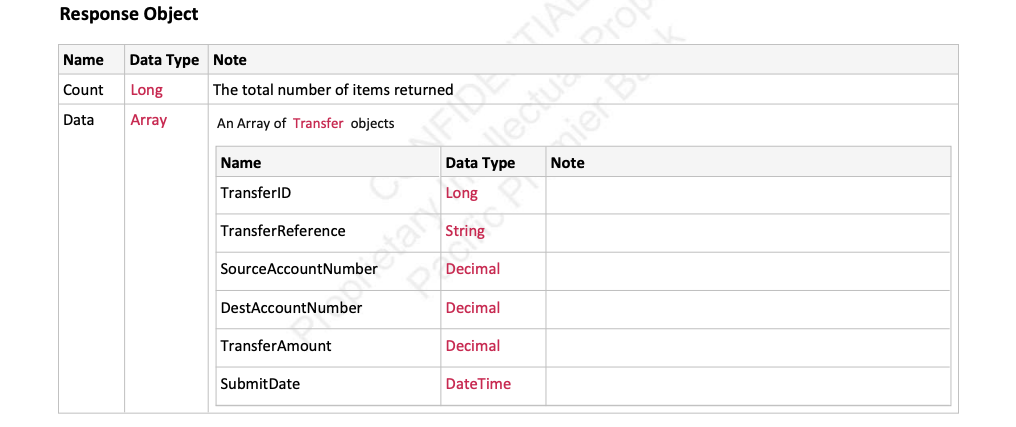 Response Object
Name Data Type Note
Count Long The total number of items returned
Data Array An Array of Transfer objects
Name Data Type Note
TransferID Long
TransferReference String
SourceAccountNumber Decimal
DestAccountNumber Decimal
TransferAmount Decimal
SubmitDate DateTime
CONFIDENTIAL
Proprietary Intellectual Prop
Pacific Premier Bank